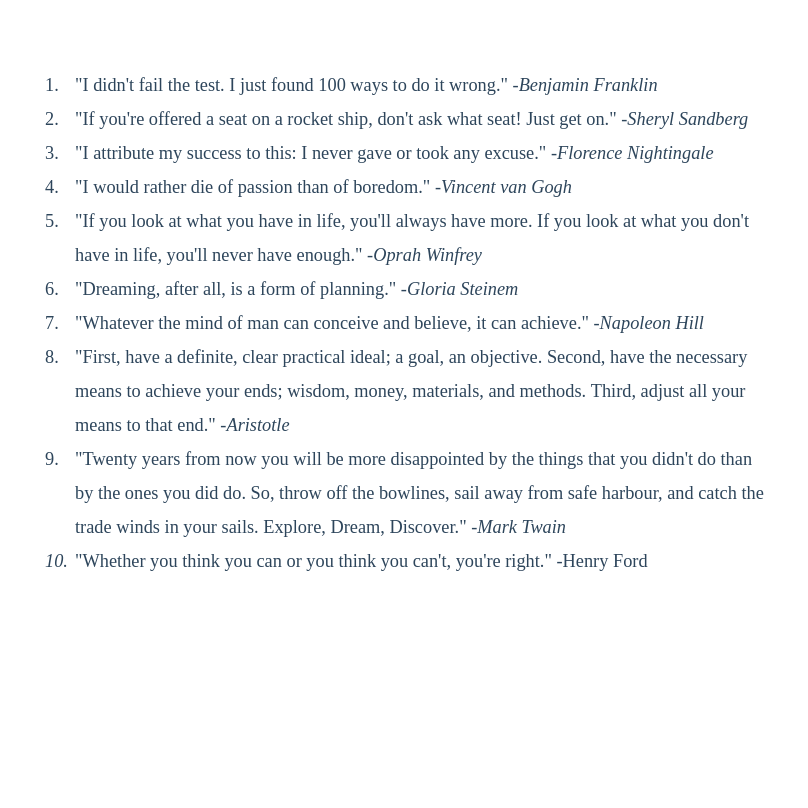 1. "I didn't fail the test. I just found 100 ways to do it wrong." -Benjamin Franklin
2. "If you're offered a seat on a rocket ship, don't ask what seat! Just get on." -Sheryl Sandberg
3. "I attribute my success to this: I never gave or took any excuse." -Florence Nightingale
4. "I would rather die of passion than of boredom." -Vincent van Gogh
5. "If you look at what you have in life, you'll always have more. If you look at what you don't
have in life, you'll never have enough." -Oprah Winfrey
6. "Dreaming, after all, is a form of planning." -Gloria Steinem
7. "Whatever the mind of man can conceive and believe, it can achieve." -Napoleon Hill
8. "First, have a definite, clear practical ideal; a goal, an objective. Second, have the necessary
means to achieve your ends; wisdom, money, materials, and methods. Third, adjust all your
means to that end." -Aristotle
9. "Twenty years from now you will be more disappointed by the things that you didn't do than
by the ones you did do. So, throw off the bowlines, sail away from safe harbour, and catch the
trade winds in your sails. Explore, Dream, Discover." -Mark Twain
10. "Whether you think you can or you think you can't, you're right." -Henry Ford